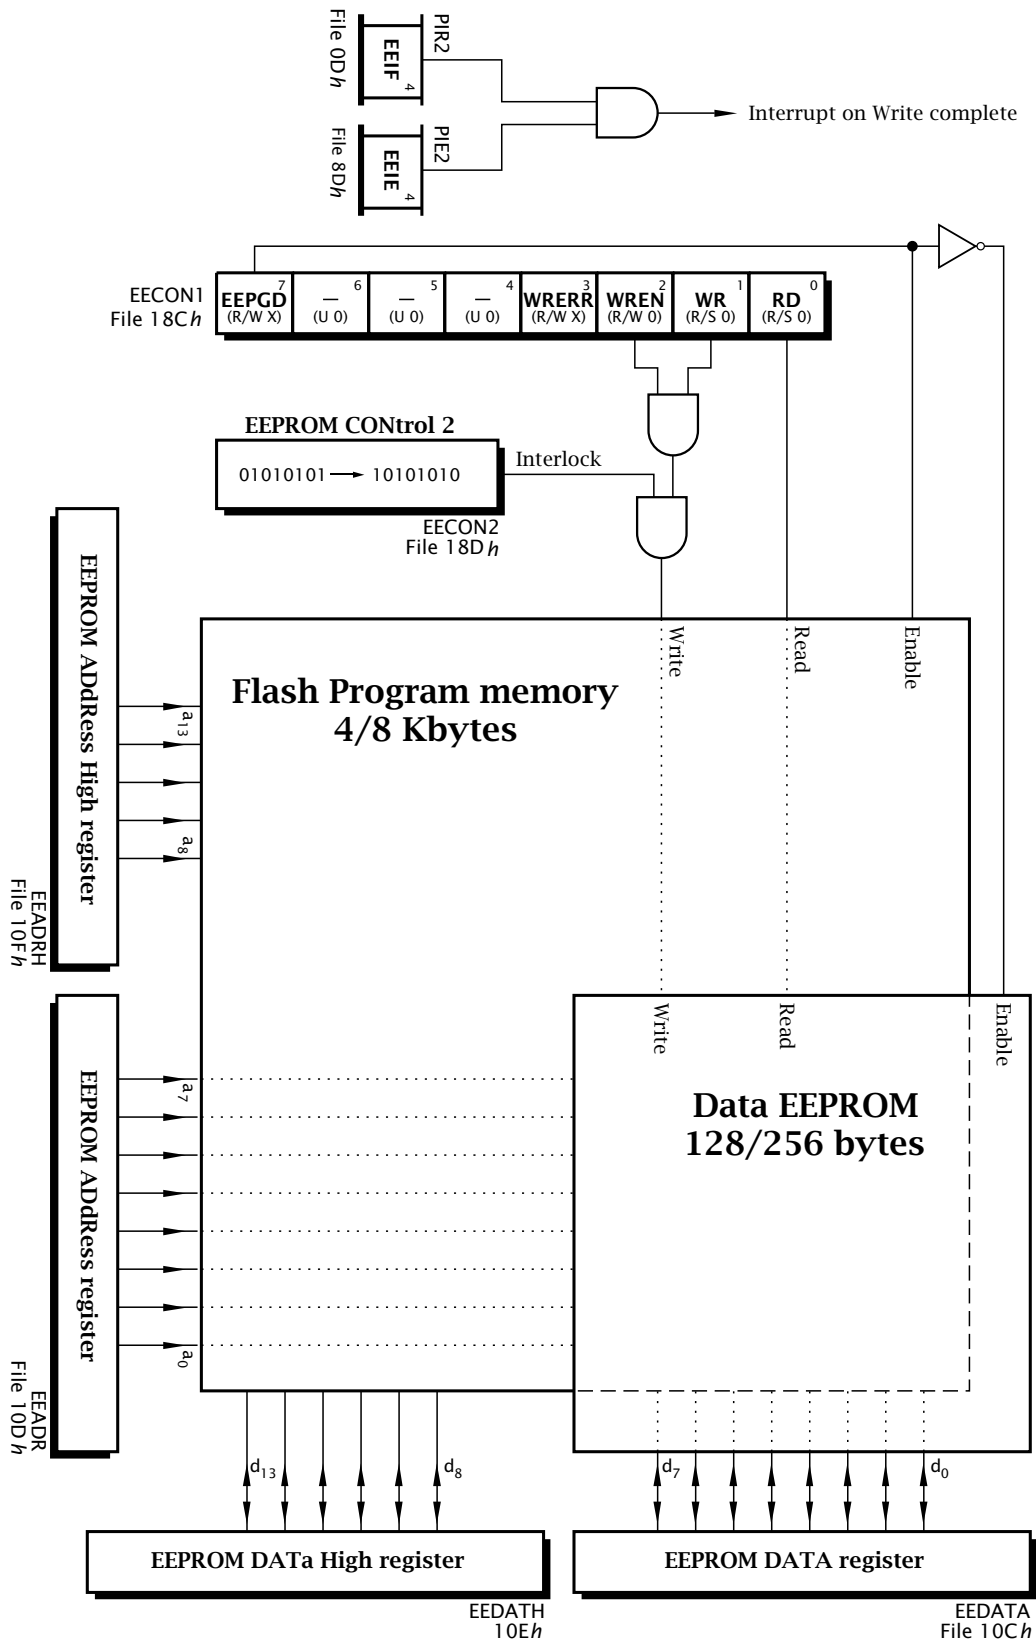 File 0Dh
PIR2
EEIF
4
File 8Dh
PIE2
EEIE
4
Interrupt on Write complete
EECON1
File 18Ch
7
EEPGD
(R/W X)
6
—
(U 0)
5
—
(U 0)
4
—
(U 0)
3
WRERR
(R/W X)
2
WREN
(R/W 0)
1
WR
(R/S 0)
0
RD
(R/S 0)
EEPROM CONtrol 2
01010101 → 10101010
Interlock
EECON2
File 18Dh
Write
Read
Enable
Flash Program memory
4/8 Kbytes
EEPROM ADdRess High register
EEADRH
File 10Fh
a13
a8
Write
Read
Enable
Data EEPROM
128/256 bytes
EEPROM ADdRess register
EEADR
File 10Dh
a7
a0
d13
d8
d7
d0
EEPROM DATa High register
EEDATH
10Eh
EEPROM DATA register
EEDATA
File 10Ch